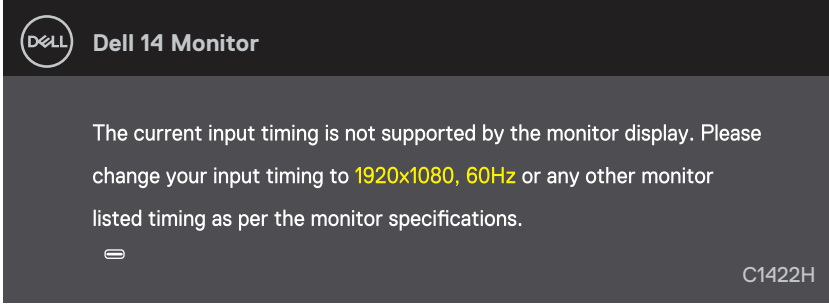 DELL
Dell 14 Monitor
The current input timing is not supported by the monitor display. Please
change your input timing to 1920x1080, 60Hz or any other monitor
listed timing as per the monitor specifications.
C1422H